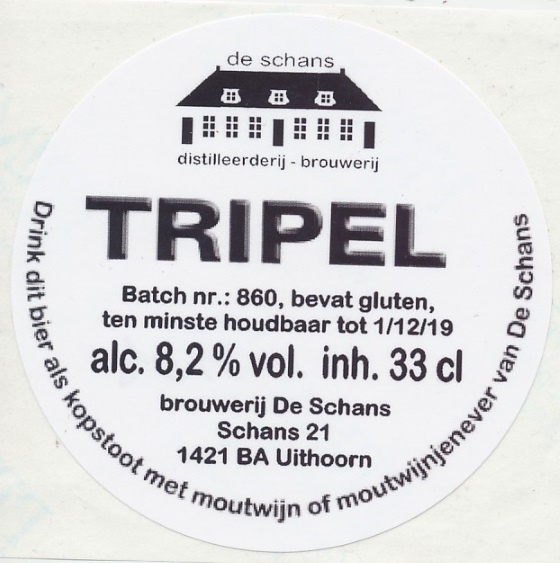 de schans
distilleerderij - brouwerij
TRIPEL
Batch nr.: 860, bevat gluten,
ten minste houdbaar tot 1/12/19
alc. 8,2 % vol. inh. 33 cl
brouwerij De Schans
Schans 21
1421 BA Uithoorn
Drink dit bier als kopstoot met moutwijn of moutwijnjenever van De Schans